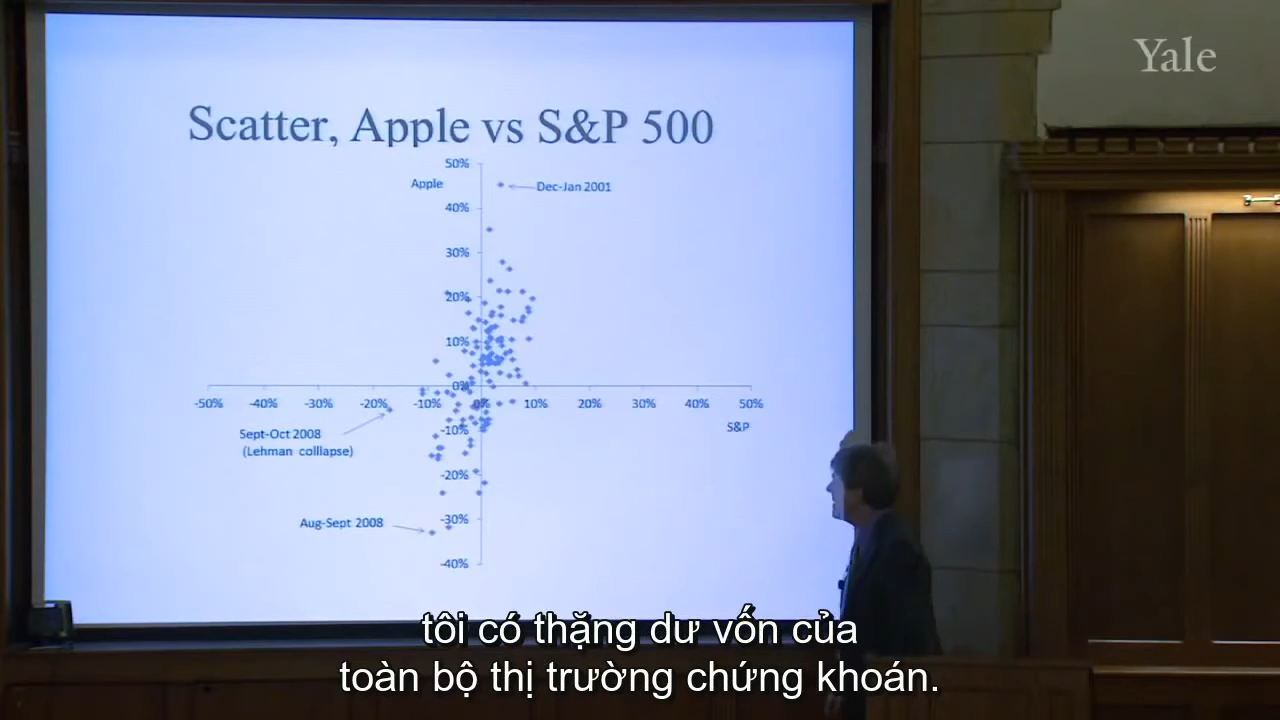 Yale
Scatter, Apple vs S&P 500
50%
Apple
Dec-Jan 2001
40%
30%
20%
10%
0%
-50% -40% -30% -20% -10% 0% 10% 20% 30% 40% 50%
S&P
-10%
Sept-Oct 2008
(Lehman colllapse)
-20%
Aug-Sept 2008
-30%
-40%
tôi có thặng dư vốn của
toàn bộ thị trường chứng khoán.